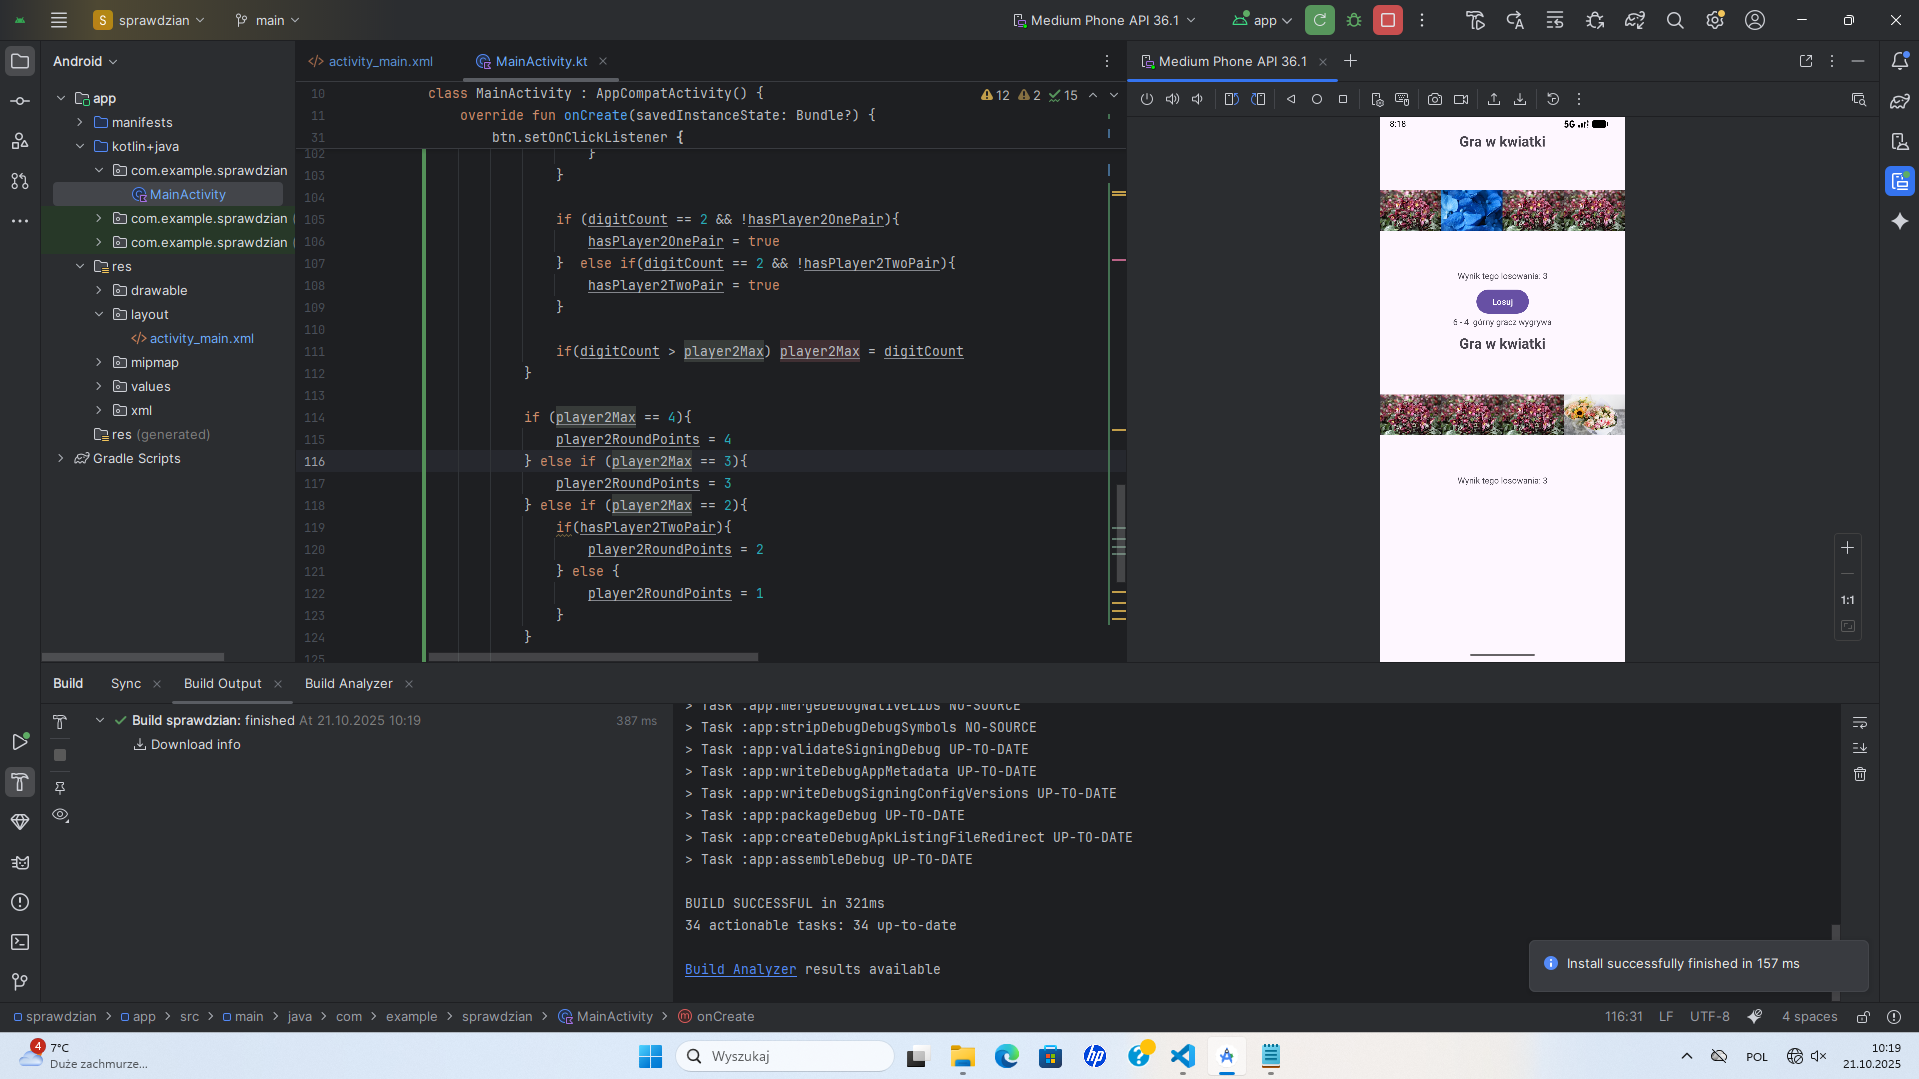 S sprawdzian main
Medium Phone API 36.1 app
Android
app
manifests
kotlin+java
com.example.sprawdzian
MainActivity
com.example.sprawdzian
com.example.sprawdzian
res
drawable
layout
activity_main.xml
mipmap
values
xml
res (generated)
Gradle Scripts
activity_main.xml MainActivity.kt
12 2 15
10 class MainActivity : AppCompatActivity() {
11 override fun onCreate(savedInstanceState: Bundle?) {
31 btn.setOnClickListener {
102 }
103 }
104
105 if (digitCount == 2 && !hasPlayer2OnePair){
106 hasPlayer2OnePair = true
107 } else if(digitCount == 2 && !hasPlayer2TwoPair){
108 hasPlayer2TwoPair = true
109 }
110
111 if(digitCount > player2Max) player2Max = digitCount
112 }
113
114 if (player2Max == 4){
115 player2RoundPoints = 4
116 } else if (player2Max == 3){
117 player2RoundPoints = 3
118 } else if (player2Max == 2){
119 if(hasPlayer2TwoPair){
120 player2RoundPoints = 2
121 } else {
122 player2RoundPoints = 1
123 }
124 }
125
Medium Phone API 36.1
8:18 5G
Gra w kwiatki
Wynik tego losowania: 3
Losuj
6 - 4 górny gracz wygrywa
Gra w kwiatki
Wynik tego losowania: 3
1:1
Build Sync Build Output Build Analyzer
Build sprawdzian: finished At 21.10.2025 10:19 387 ms
Download info
> Task :app:mergeDebugNativeLibs NO-SOURCE
> Task :app:stripDebugDebugSymbols NO-SOURCE
> Task :app:validateSigningDebug UP-TO-DATE
> Task :app:writeDebugAppMetadata UP-TO-DATE
> Task :app:writeDebugSigningConfigVersions UP-TO-DATE
> Task :app:packageDebug UP-TO-DATE
> Task :app:createDebugApkListingFileRedirect UP-TO-DATE
> Task :app:assembleDebug UP-TO-DATE
BUILD SUCCESSFUL in 321ms
34 actionable tasks: 34 up-to-date
Build Analyzer results available
Install successfully finished in 157 ms
sprawdzian > app > src > main > java > com > example > sprawdzian > MainActivity > onCreate
116:31 LF UTF-8 4 spaces
4
7°C
Duże zachmurze...
Wyszukaj
hp
POL
10:19
21.10.2025